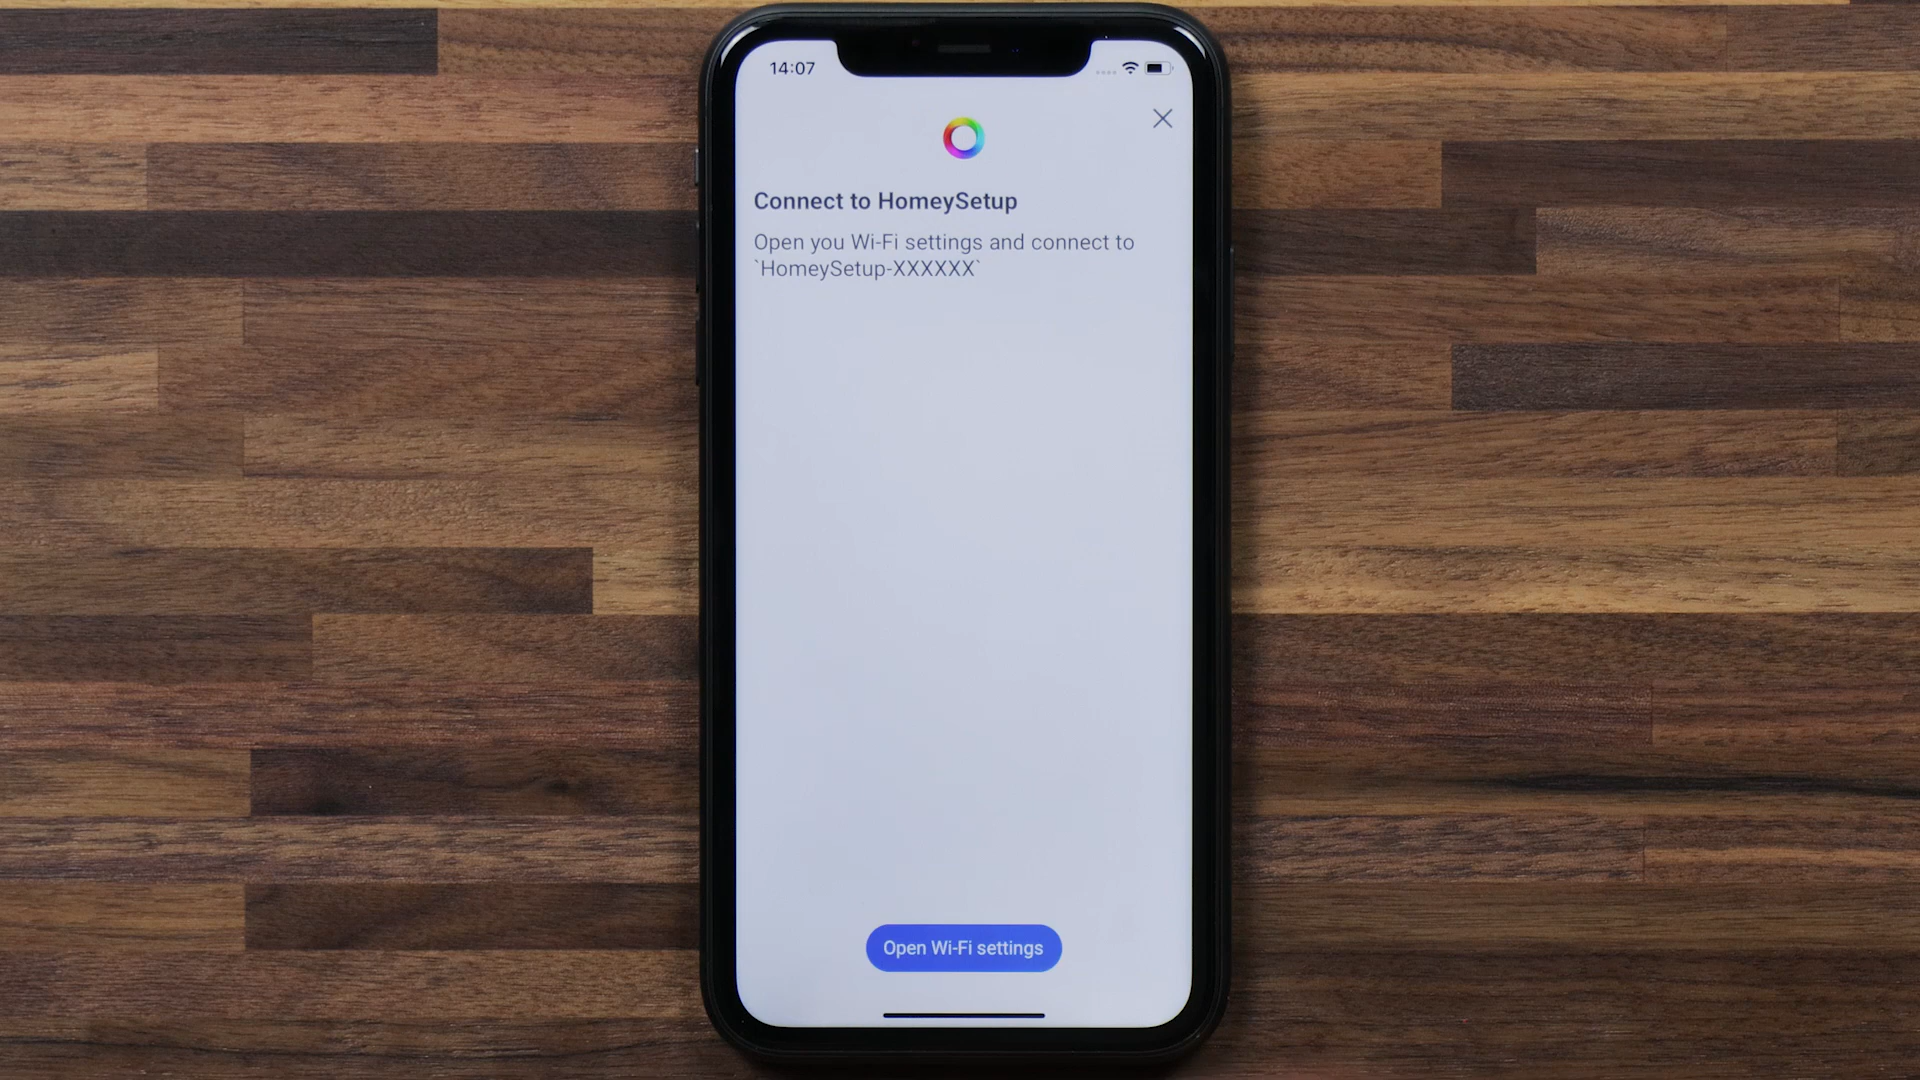 14:07
Connect to HomeySetup
Open you Wi-Fi settings and connect to
`HomeySetup-XXXXXX`
Open Wi-Fi settings